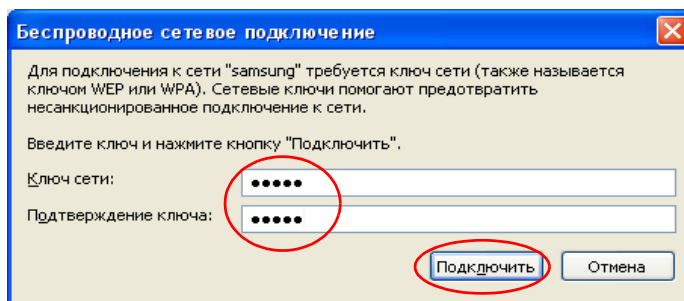 Беспроводное сетевое подключение
Для подключения к сети "samsung" требуется ключ сети (также называется
ключом WEP или WPA). Сетевые ключи помогают предотвратить
несанкционированное подключение к сети.
Введите ключ и нажмите кнопку "Подключить".
Ключ сети: •••••
Подтверждение ключа: •••••
Подключить Отмена